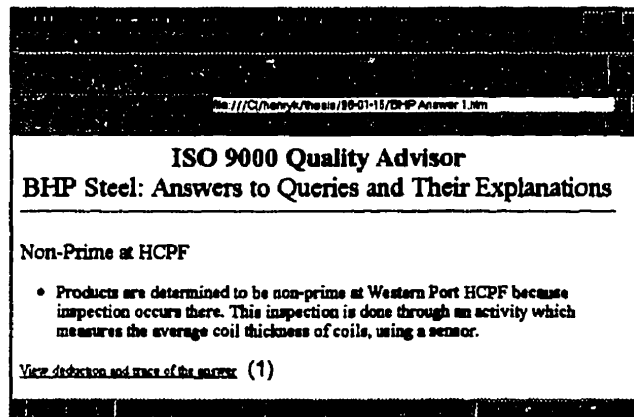 file:///C|/henryk/thesis/96-01-15/BHP Answer 1.htm
ISO 9000 Quality Advisor
BHP Steel: Answers to Queries and Their Explanations
Non-Prime at HCPF
• Products are determined to be non-prime at Western Port HCPF because
inspection occurs there. This inspection is done through an activity which
measures the average coil thickness of coils, using a sensor.
View deduction and trace of the answer (1)